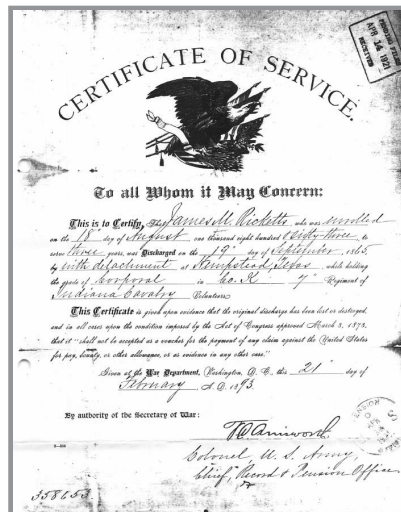 RECEIVED
APR 14 1921
CERTIFICATE OF SERVICE.
To all Whom it May Concern:
This is to Certify, That James M. Ricketts who was enrolled
on the 18" day of August one thousand eight hundred & sixty-three, to
serve three years, was Discharged on the 19" day of September, 1865,
by with detachment at Hempstead, Texas, while holding
the grade of Corporal in Co. K 7" Regiment of
Indiana Cavalry Volunteers.
This Certificate is given upon evidence that the original discharge has been lost or destroyed,
and in all cases upon the condition imposed by the Act of Congress approved March 3, 1873,
that it "shall not be accepted as a voucher for the payment of any claim against the United States
for pay, bounty, or other allowance, or as evidence in any other case."
Given at the War Department, Washington, D. C. this 21" day of
February A. D. 1893.
By authority of the Secretary of War:
F. C. Ainsworth
Colonel, U. S. Army,
Chief, Record & Pension Office
358653